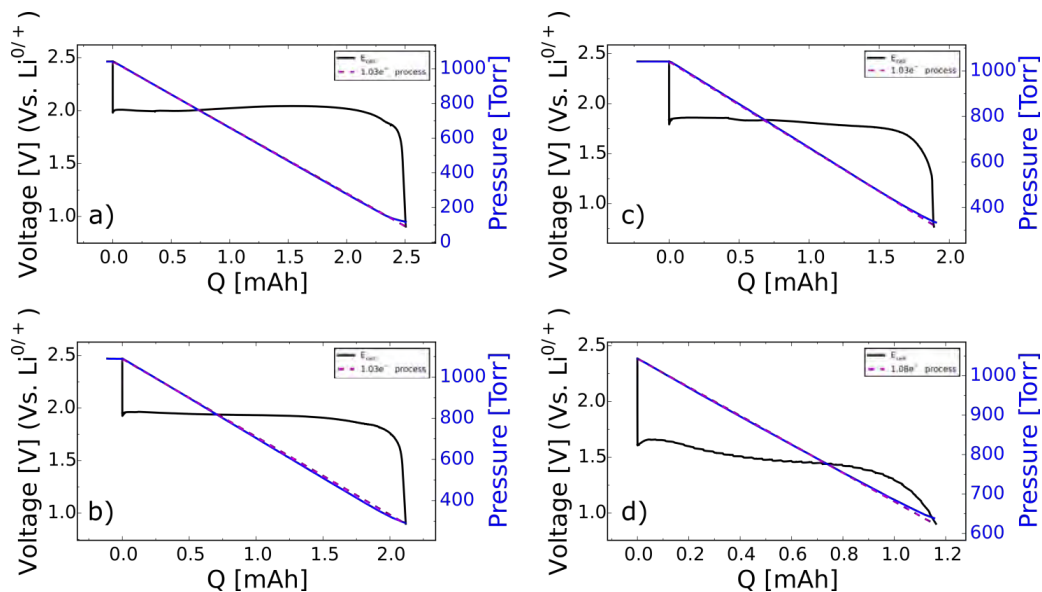 2.5
2.0
1.5
1.0
Voltage [V] (Vs. Li0/+)
a)
E cell
1.03e- process
1000
800
600
400
200
0
Pressure [Torr]
0.0 0.5 1.0 1.5 2.0 2.5
Q [mAh]
2.5
2.0
1.5
1.0
Voltage [V] (Vs. Li0/+)
c)
E cell
1.03e- process
1000
800
600
400
Pressure [Torr]
0.0 0.5 1.0 1.5 2.0
Q [mAh]
2.5
2.0
1.5
1.0
Voltage [V] (Vs. Li0/+)
b)
E cell
1.03e- process
1000
800
600
400
Pressure [Torr]
0.0 0.5 1.0 1.5 2.0
Q [mAh]
2.5
2.0
1.5
1.0
Voltage [V] (Vs. Li0/+)
d)
E cell
1.08e- process
1000
900
800
700
600
Pressure [Torr]
0.0 0.2 0.4 0.6 0.8 1.0 1.2
Q [mAh]